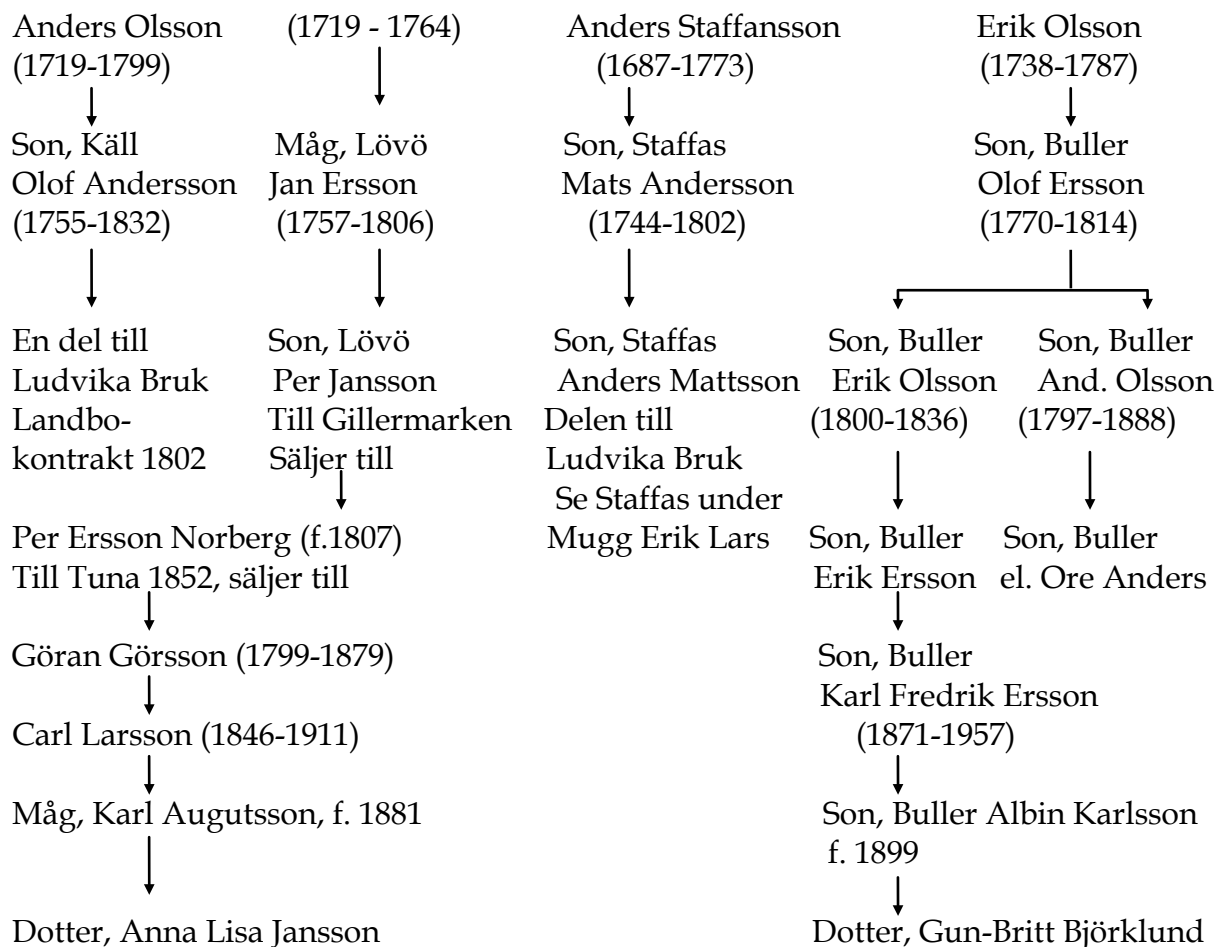 Anders Olsson (1719 - 1764) Anders Staffansson Erik Olsson
(1719-1799) (1687-1773) (1738-1787)
Son, Käll Måg, Lövö Son, Staffas Son, Buller
Olof Andersson Jan Ersson Mats Andersson Olof Ersson
(1755-1832) (1757-1806) (1744-1802) (1770-1814)
En del till Son, Lövö Son, Staffas Son, Buller Son, Buller
Ludvika Bruk Per Jansson Anders Mattsson Erik Olsson And. Olsson
Landbo- Till Gillermarken Delen till (1800-1836) (1797-1888)
kontrakt 1802 Säljer till Ludvika Bruk
Se Staffas under
Per Ersson Norberg (f.1807) Mugg Erik Lars Son, Buller Son, Buller
Till Tuna 1852, säljer till Erik Ersson el. Ore Anders
Göran Görsson (1799-1879) Son, Buller
Karl Fredrik Ersson
Carl Larsson (1846-1911) (1871-1957)
Måg, Karl Augutsson, f. 1881 Son, Buller Albin Karlsson
f. 1899
Dotter, Anna Lisa Jansson Dotter, Gun-Britt Björklund